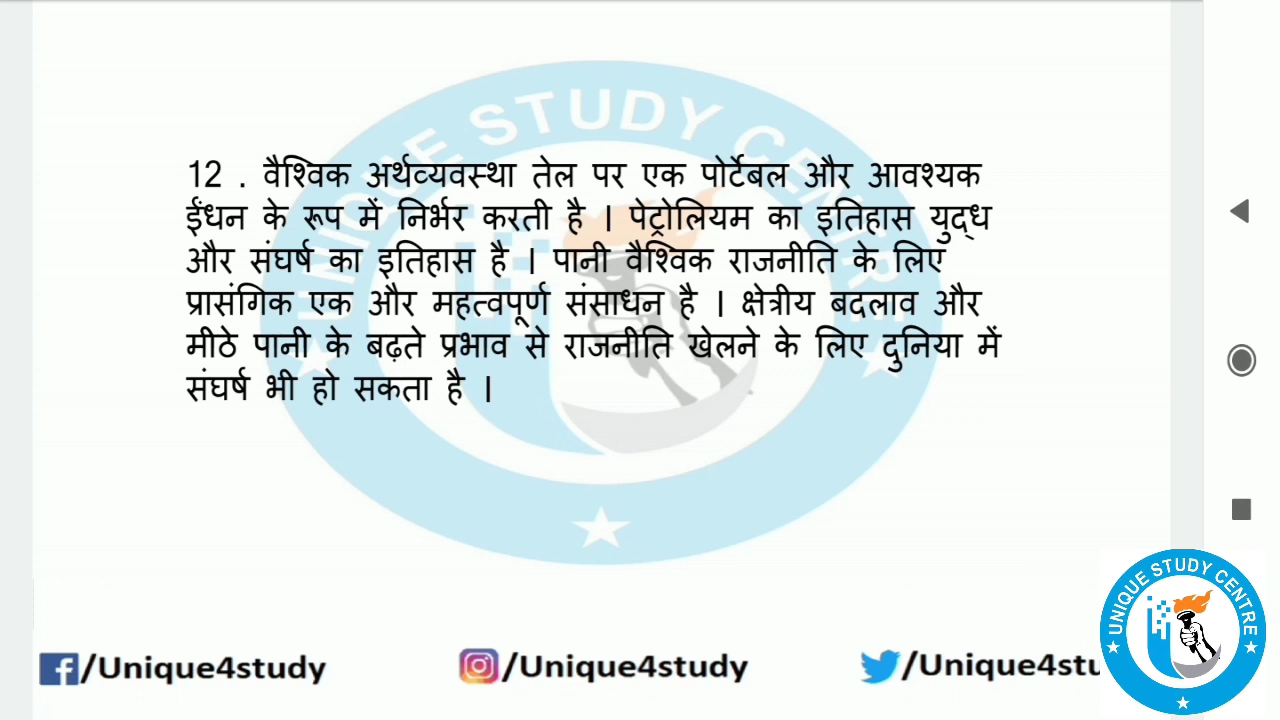 12 . वैश्विक अर्थव्यवस्था तेल पर एक पोर्टेबल और आवश्यक
ईंधन के रूप में निर्भर करती है । पेट्रोलियम का इतिहास युद्ध
और संघर्ष का इतिहास है । पानी वैश्विक राजनीति के लिए
प्रासंगिक एक और महत्वपूर्ण संसाधन है । क्षेत्रीय बदलाव और
मीठे पानी के बढ़ते प्रभाव से राजनीति खेलने के लिए दुनिया में
संघर्ष भी हो सकता है ।
UNIQUE STUDY CENTRE
/Unique4study
/Unique4study
/Unique4stu
UNIQUE STUDY CENTRE